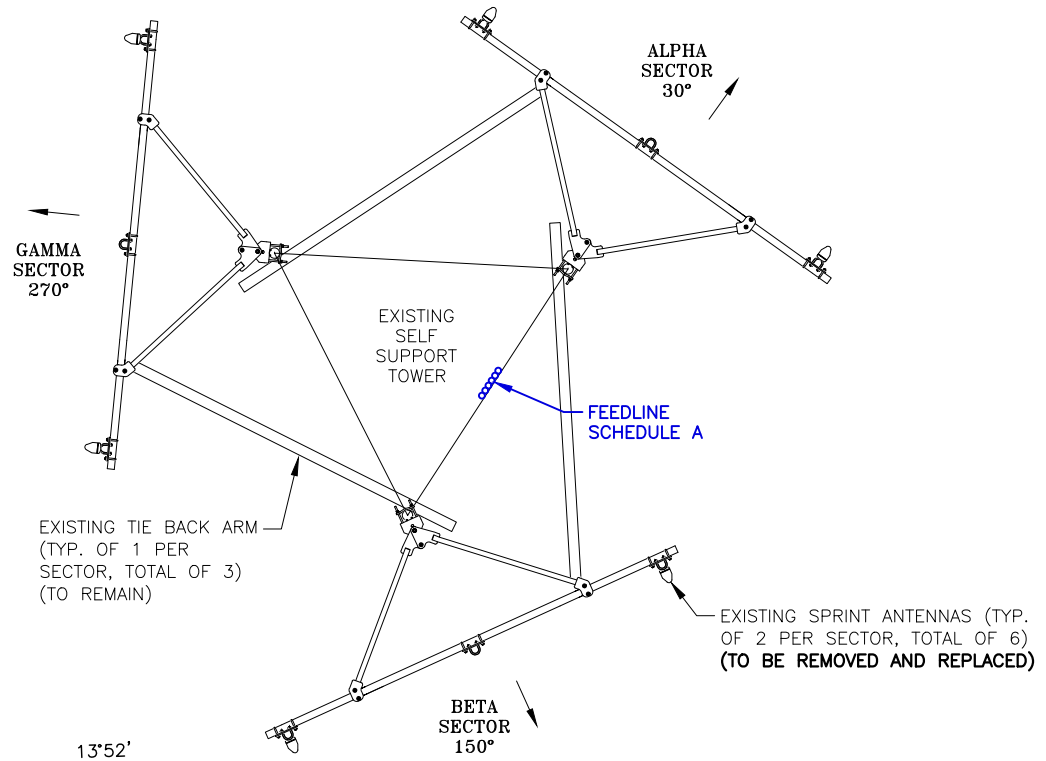 ALPHA
SECTOR
30°
GAMMA
SECTOR
270°
EXISTING
SELF
SUPPORT
TOWER
FEEDLINE
SCHEDULE A
EXISTING TIE BACK ARM
(TYP. OF 1 PER
SECTOR, TOTAL OF 3)
(TO REMAIN)
EXISTING SPRINT ANTENNAS (TYP.
OF 2 PER SECTOR, TOTAL OF 6)
(TO BE REMOVED AND REPLACED)
BETA
SECTOR
150°
13°52'